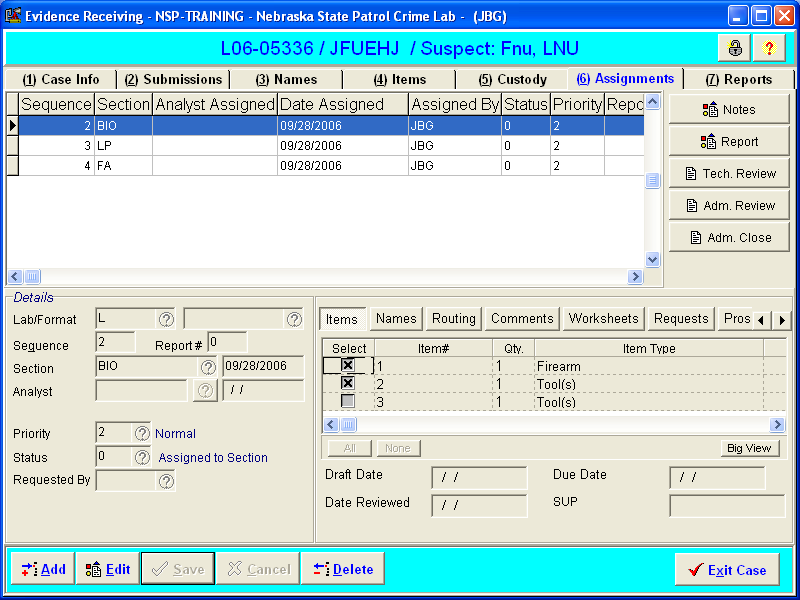 Evidence Receiving - NSP-TRAINING - Nebraska State Patrol Crime Lab - (JBG)
L06-05336 / JFUEHJ / Suspect: Fnu, LNU
?
(1) Case Info (2) Submissions (3) Names (4) Items (5) Custody (6) Assignments (7) Reports
Sequence Section Analyst Assigned Date Assigned Assigned By Status Priority Repo
2 BIO 09/28/2006 JBG 0 2
3 LP 09/28/2006 JBG 0 2
4 FA 09/28/2006 JBG 0 2
Notes
Report
Tech. Review
Adm. Review
Adm. Close
Details
Lab/Format L ? ?
Sequence 2 Report # 0
Section BIO ? 09/28/2006
Analyst ? / /
Priority 2 ? Normal
Status 0 ? Assigned to Section
Requested By ?
Items Names Routing Comments Worksheets Requests Pros
Select Item# Qty. Item Type
1 1 Firearm
2 1 Tool(s)
3 1 Tool(s)
All None Big View
Draft Date / / Due Date / /
Date Reviewed / / SUP
Add Edit Save Cancel Delete Exit Case